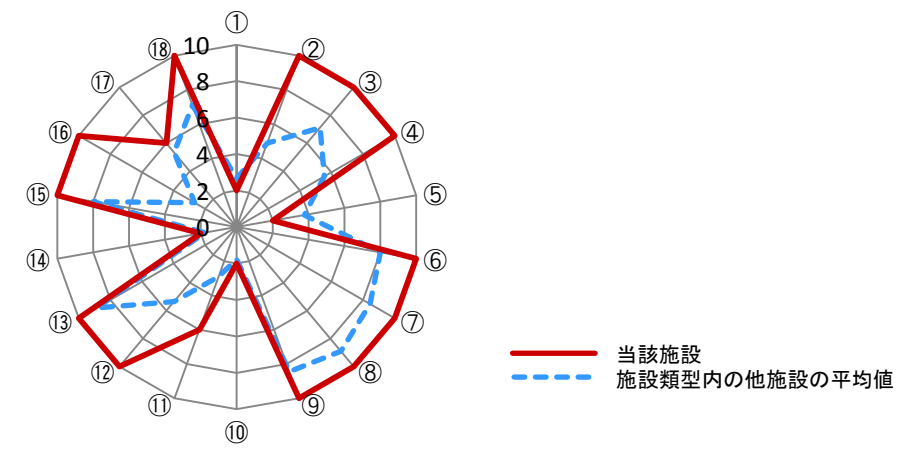 ①
⑱ 10 ②
⑰ 8 ③
⑯ 6 ④
4
⑮ 2 ⑤
0
⑭ ⑥
⑬ ⑦
⑫ ⑧
⑪ ⑨
⑩
当該施設
施設類型内の他施設の平均値